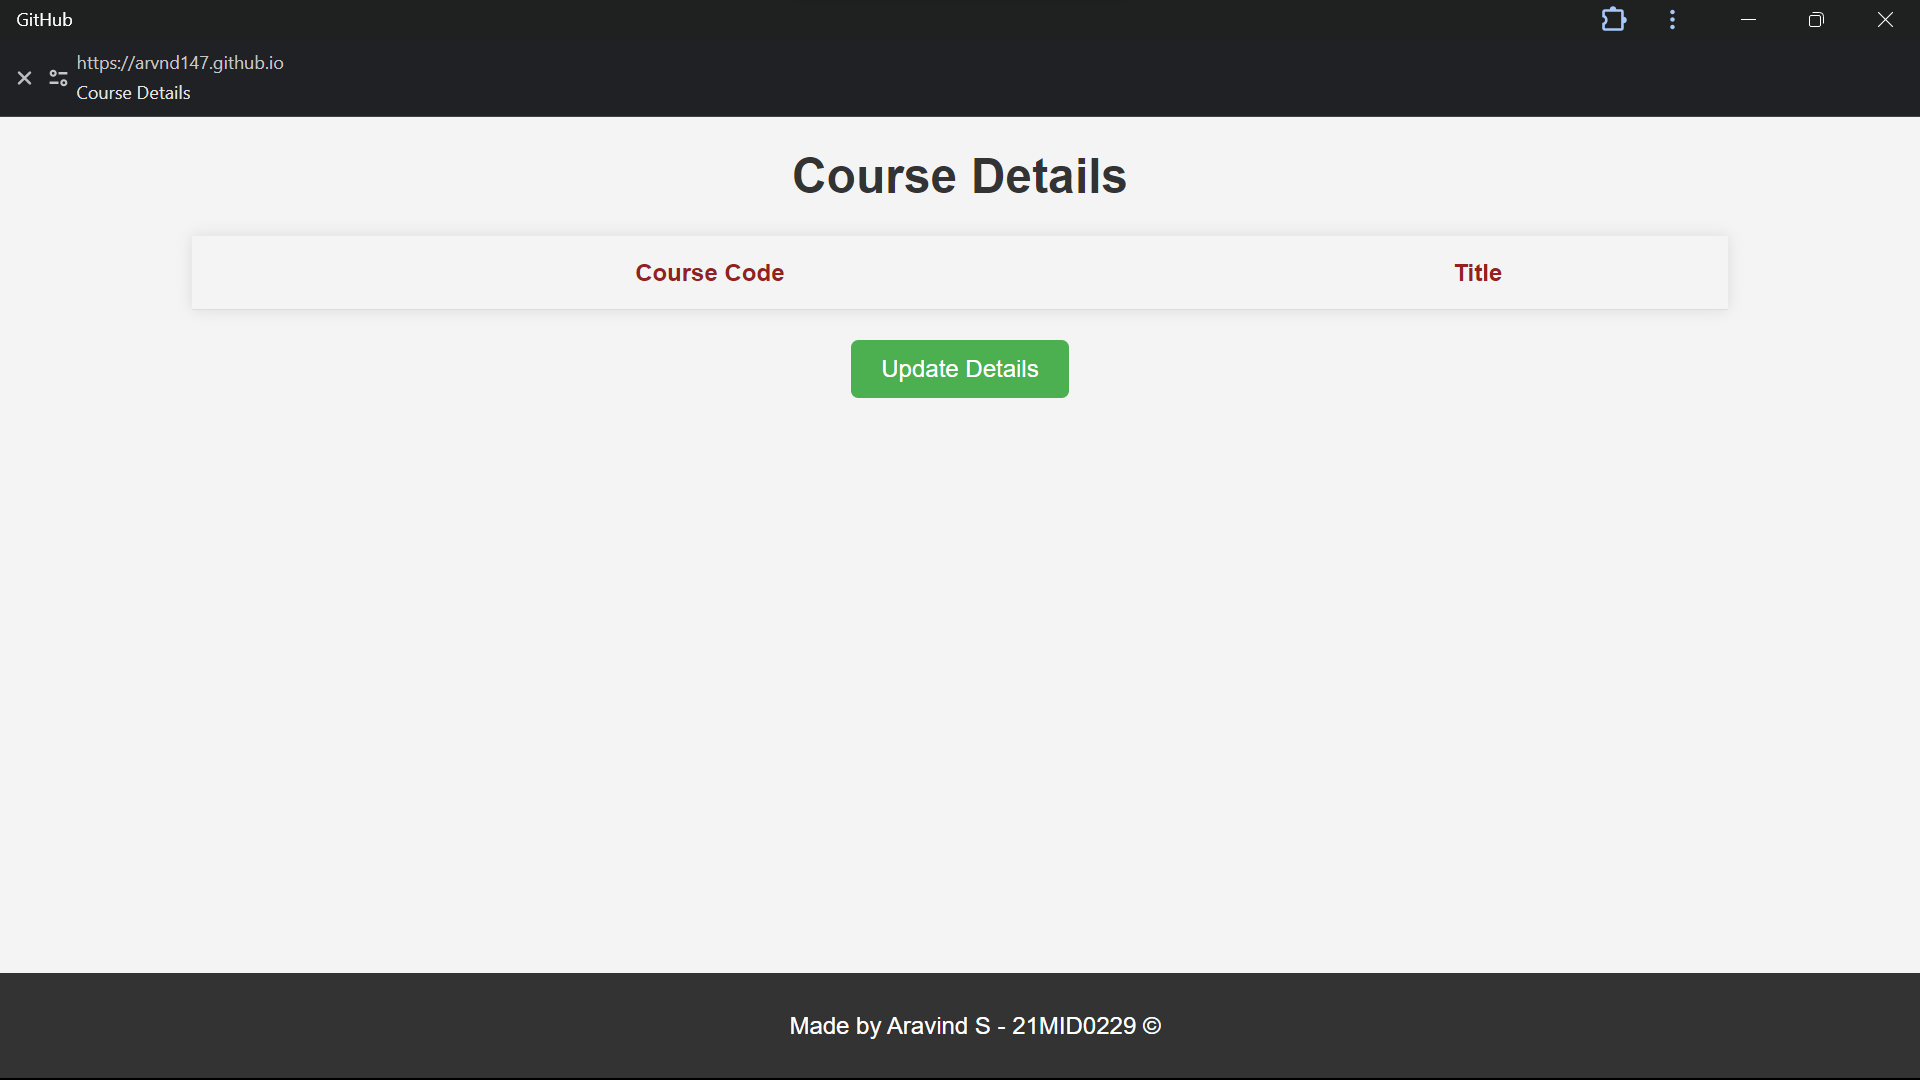 GitHub
https://arvnd147.github.io
Course Details
Course Details
Course Code Title
Update Details
Made by Aravind S - 21MID0229 ©